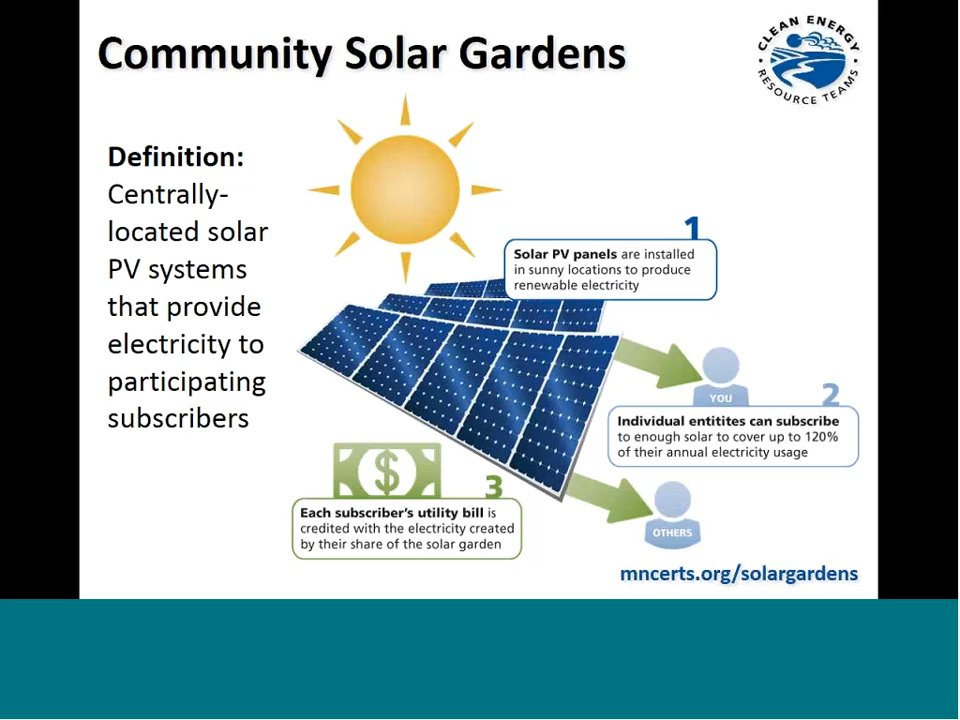 Community Solar Gardens
CLEAN ENERGY
• RESOURCE TEAMS •
Definition:
Centrally-
located solar
PV systems
that provide
electricity to
participating
subscribers
1
Solar PV panels are installed
in sunny locations to produce
renewable electricity
YOU
2
Individual entitites can subscribe
to enough solar to cover up to 120%
of their annual electricity usage
OTHERS
$
3
Each subscriber's utility bill is
credited with the electricity created
by their share of the solar garden
mncerts.org/solargardens